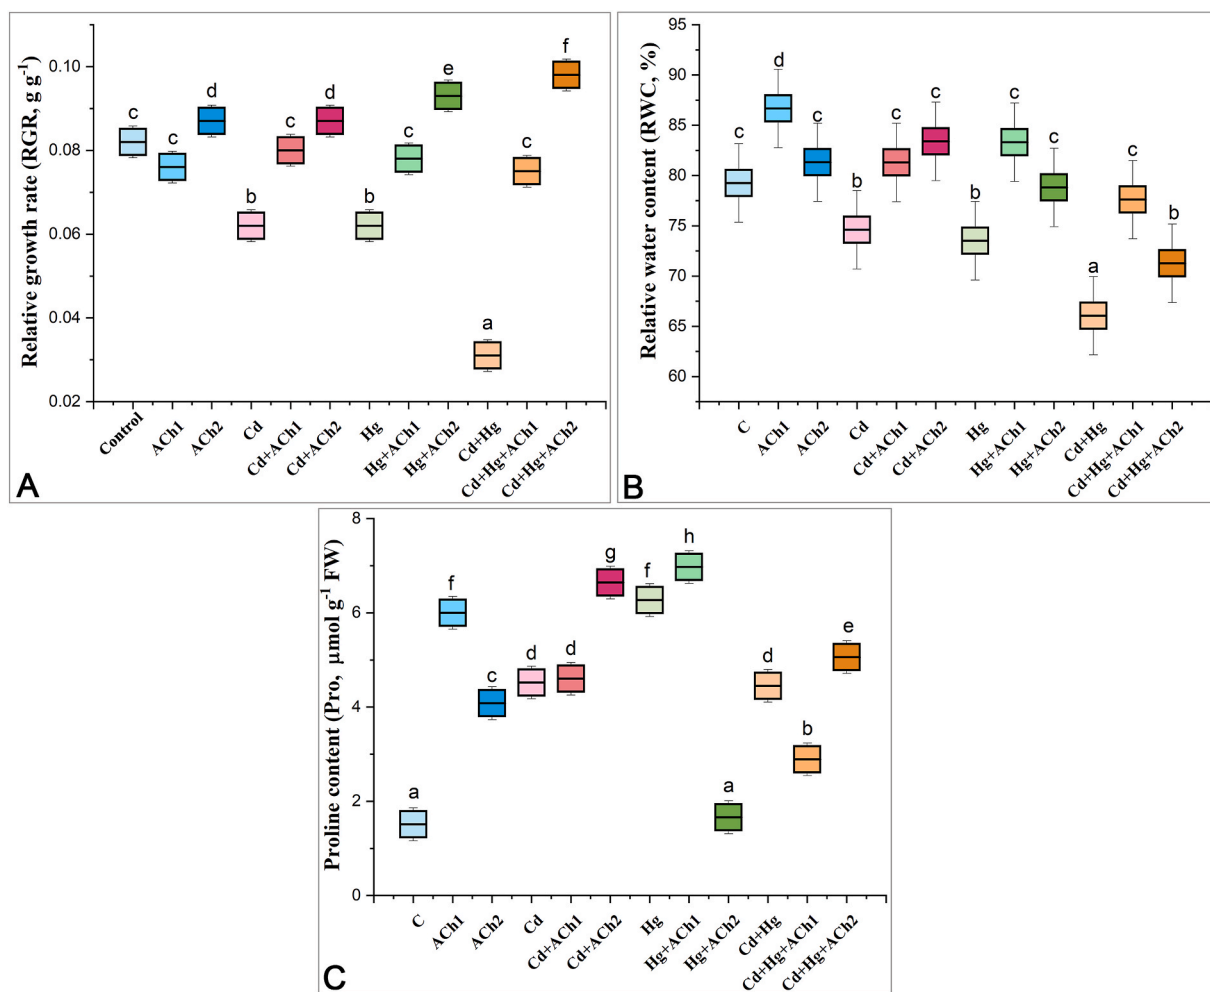 Relative growth rate (RGR, g g⁻¹)
0.10
0.08
0.06
0.04
0.02
c
c
d
b
c
d
b
c
e
a
c
f
Control
ACh1
ACh2
Cd
Cd+ACh1
Cd+ACh2
Hg
Hg+ACh1
Hg+ACh2
Cd+Hg
Cd+Hg+ACh1
Cd+Hg+ACh2
A
Relative water content (RWC, %)
95
90
85
80
75
70
65
60
c
d
c
b
c
c
b
c
c
a
c
b
C
ACh1
ACh2
Cd
Cd+ACh1
Cd+ACh2
Hg
Hg+ACh1
Hg+ACh2
Cd+Hg
Cd+Hg+ACh1
Cd+Hg+ACh2
B
Proline content (Pro, μmol g⁻¹ FW)
8
6
4
2
0
a
f
c
d
d
g
f
h
a
d
b
e
C
ACh1
ACh2
Cd
Cd+ACh1
Cd+ACh2
Hg
Hg+ACh1
Hg+ACh2
Cd+Hg
Cd+Hg+ACh1
Cd+Hg+ACh2
C